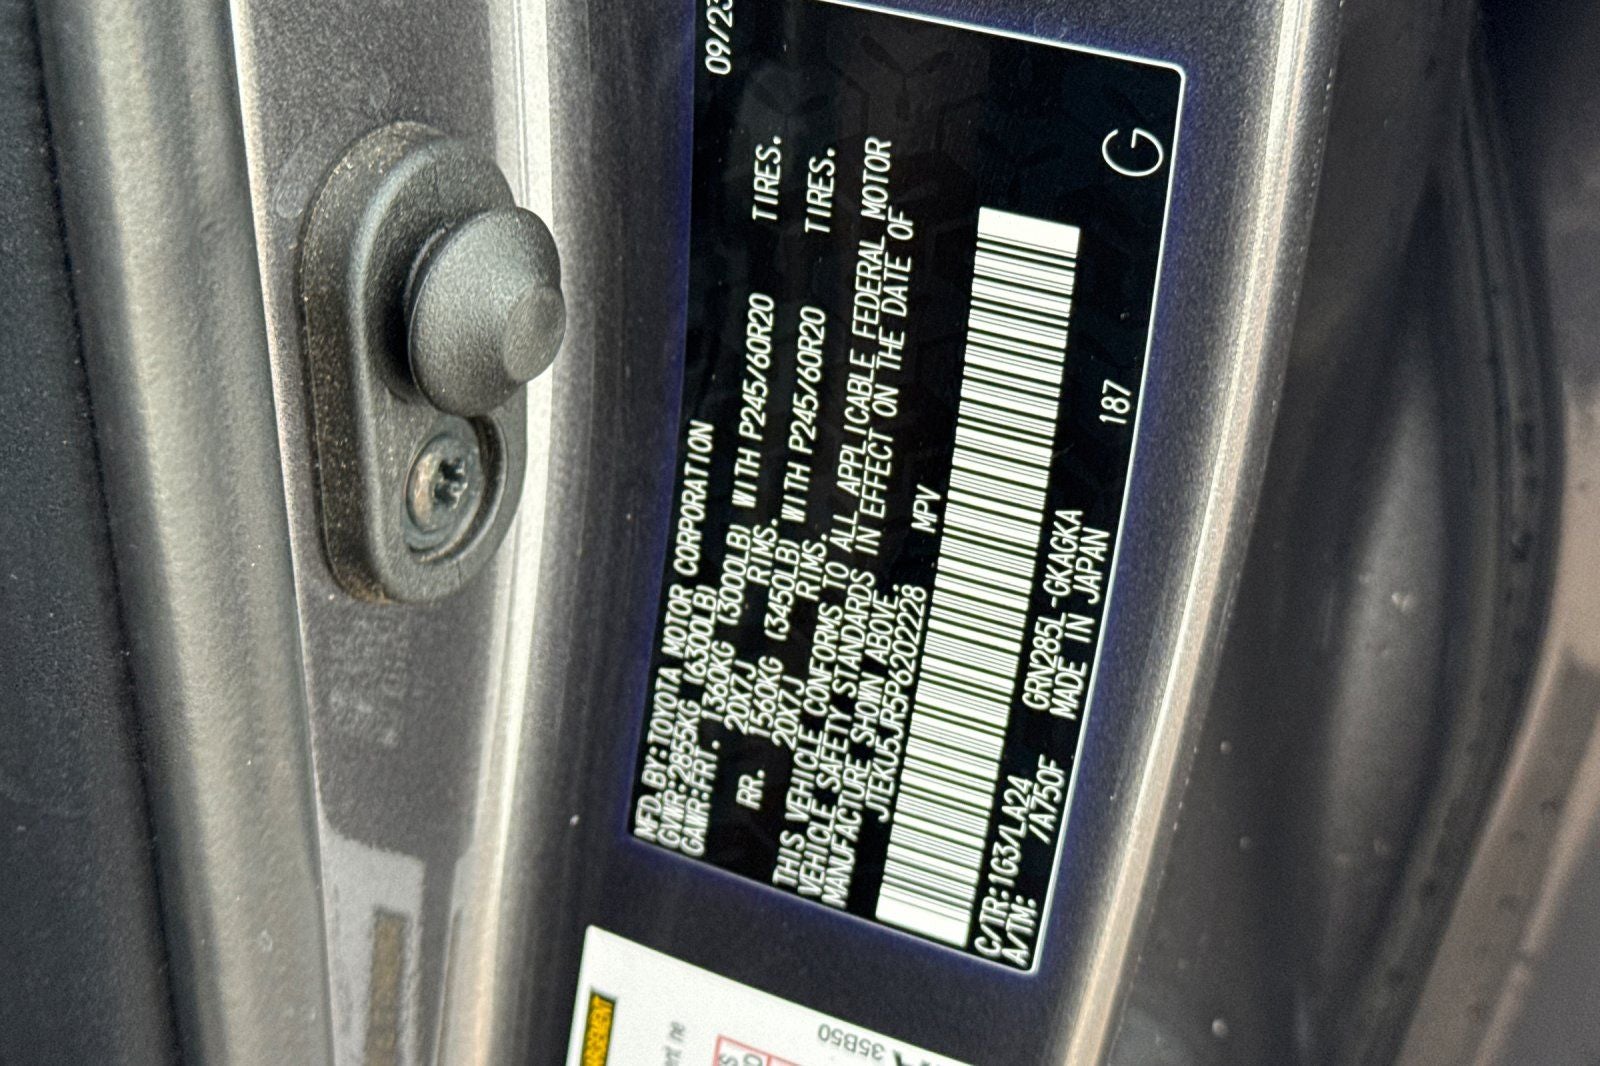 MFD. BY: TOYOTA MOTOR CORPORATION 09/23
GVWR: 2855KG (6300LB)
GAWR: FRT. 1360KG (3000LB) WITH P245/60R20 TIRES.
20X7J RIMS.
RR. 1560KG (3450LB) WITH P245/60R20 TIRES.
20X7J RIMS.
THIS VEHICLE CONFORMS TO ALL APPLICABLE FEDERAL MOTOR
VEHICLE SAFETY STANDARDS IN EFFECT ON THE DATE OF
MANUFACTURE SHOWN ABOVE.
JTEKU5JR5P6202228 MPV
C/TR: 1G3/LA24 GRN285L-GKAGKA 187 G
A/TM: /A750F MADE IN JAPAN
35B50